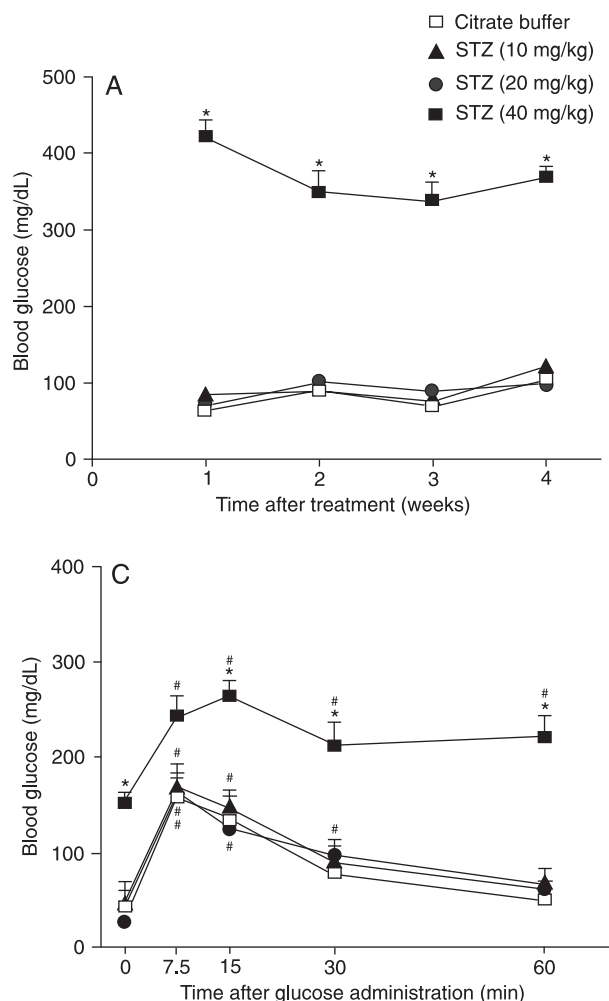 Citrate buffer
STZ (10 mg/kg)
STZ (20 mg/kg)
STZ (40 mg/kg)
A
500
400
300
200
100
0
Blood glucose (mg/dL)
* * * *
0 1 2 3 4
Time after treatment (weeks)
C
400
300
200
100
0
Blood glucose (mg/dL)
#
# # #
* * *
*
# # #
#
# #
0 7.5 15 30 60
Time after glucose administration (min)